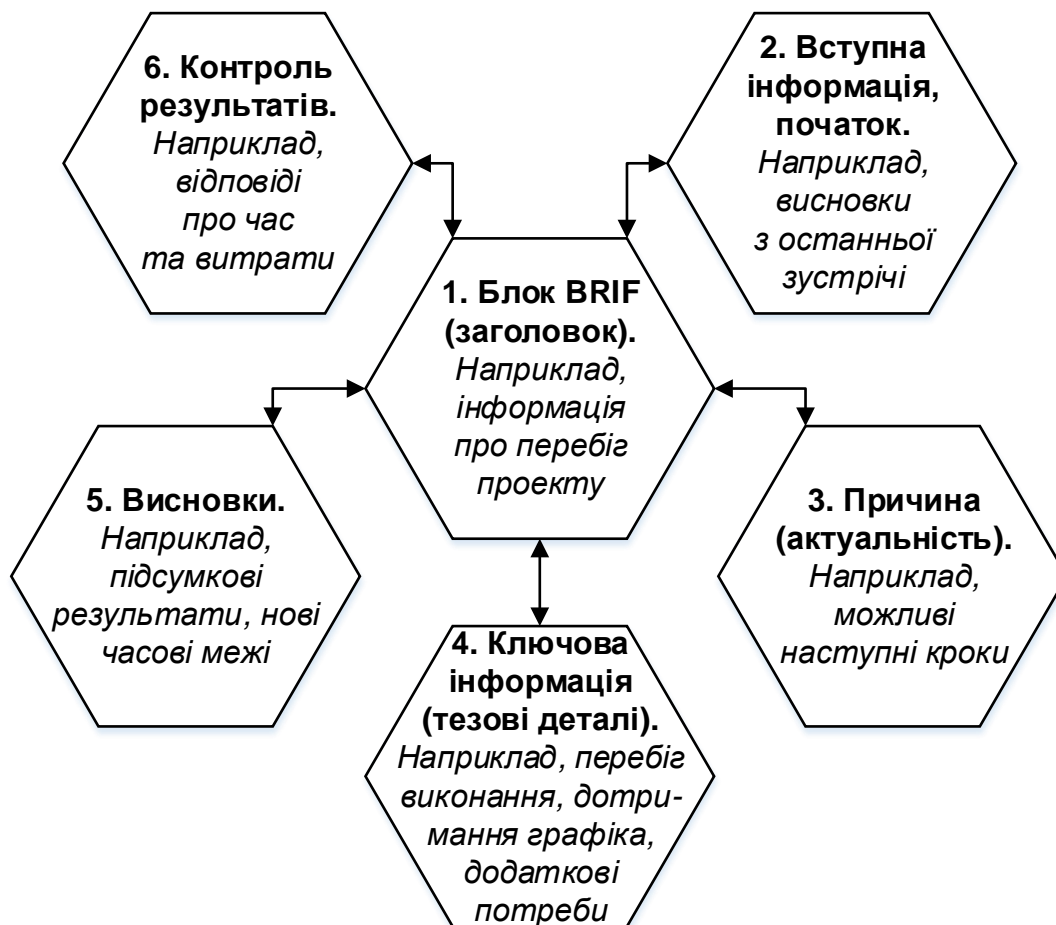 6. Контроль
результатів.
Наприклад,
відповіді
про час
та витрати
2. Вступна
інформація,
початок.
Наприклад,
висновки
з останньої
зустрічі
1. Блок BRIF
(заголовок).
Наприклад,
інформація
про перебіг
проекту
5. Висновки.
Наприклад,
підсумкові
результати, нові
часові межі
3. Причина
(актуальність).
Наприклад,
можливі
наступні кроки
4. Ключова
інформація
(тезові деталі).
Наприклад, перебіг
виконання, дотри-
мання графіка,
додаткові
потреби